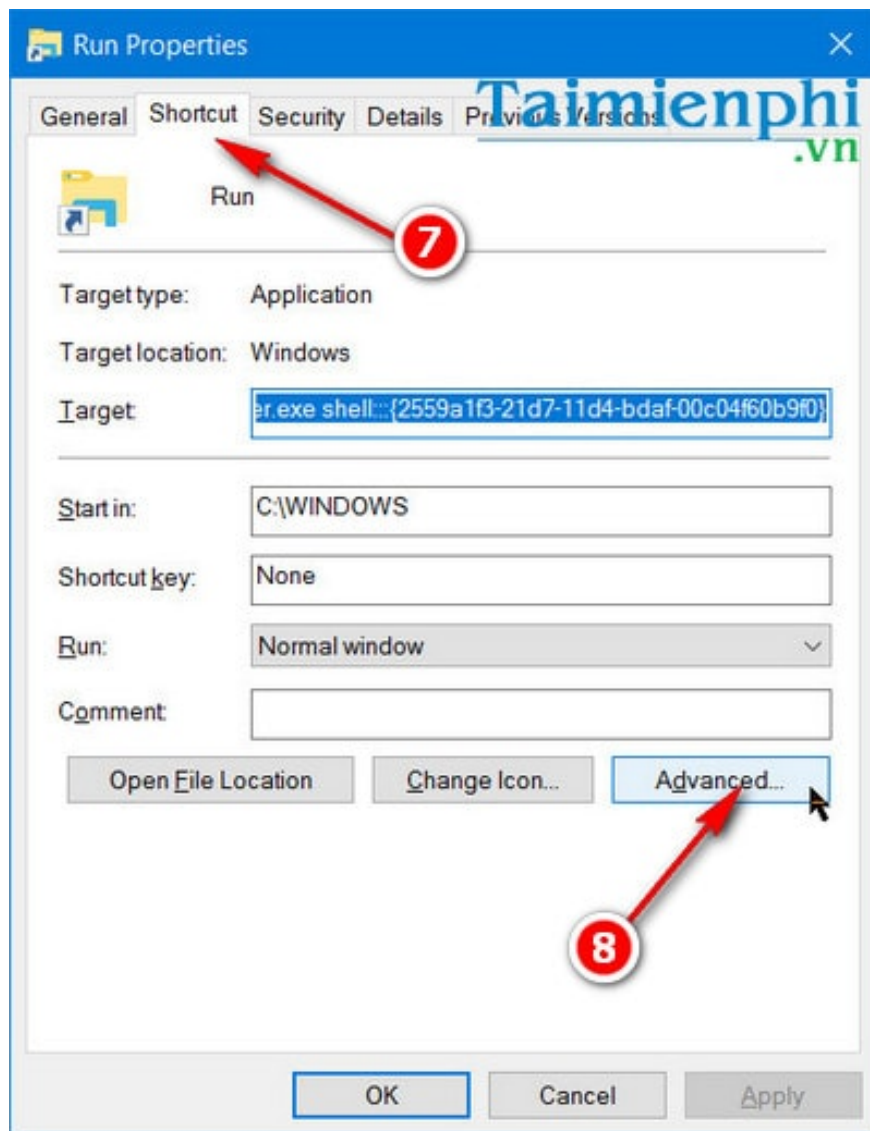 Run Properties
General Shortcut Security Details Previous Versions
Taimienphi
.vn
Run
7
Target type: Application
Target location: Windows
Target: er.exe shell:::{2559a1f3-21d7-11d4-bdaf-00c04f60b9f0}
Start in: C:\WINDOWS
Shortcut key: None
Run: Normal window
Comment:
Open File Location Change Icon... Advanced...
8
OK Cancel Apply